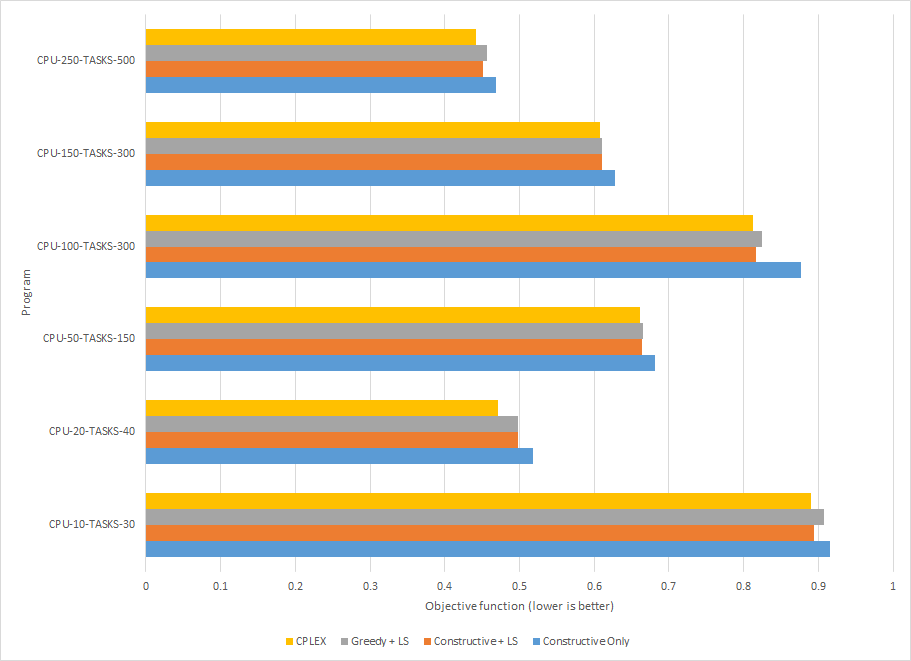 CPU-250-TASKS-500
CPU-150-TASKS-300
CPU-100-TASKS-300
Program
CPU-50-TASKS-150
CPU-20-TASKS-40
CPU-10-TASKS-30
0 0.1 0.2 0.3 0.4 0.5 0.6 0.7 0.8 0.9 1
Objective function (lower is better)
CPLEX Greedy + LS Constructive + LS Constructive Only